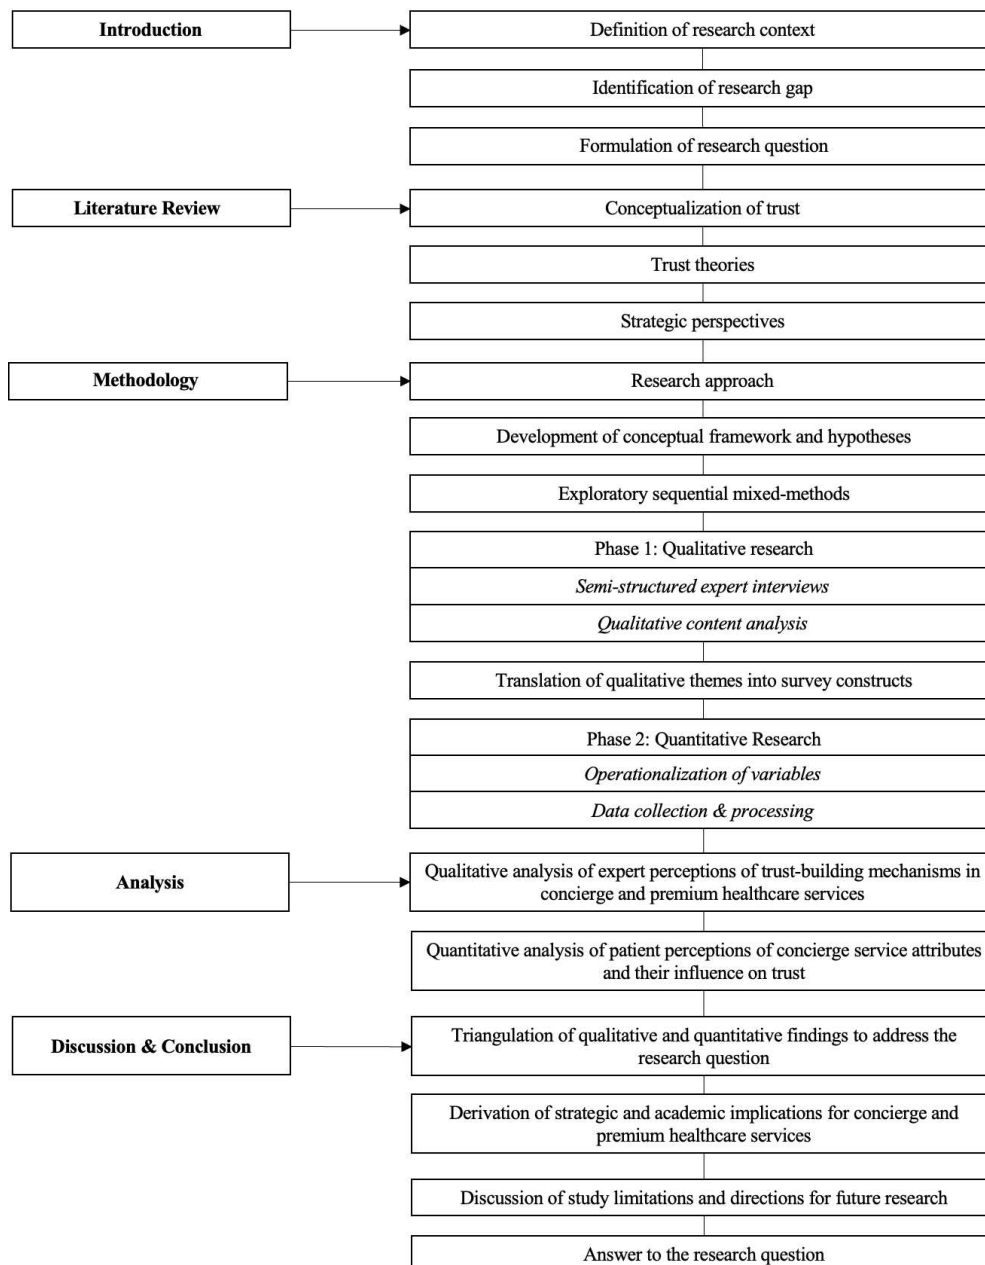 Introduction
Definition of research context
Identification of research gap
Formulation of research question
Literature Review
Conceptualization of trust
Trust theories
Strategic perspectives
Methodology
Research approach
Development of conceptual framework and hypotheses
Exploratory sequential mixed-methods
Phase 1: Qualitative research
Semi-structured expert interviews
Qualitative content analysis
Translation of qualitative themes into survey constructs
Phase 2: Quantitative Research
Operationalization of variables
Data collection & processing
Analysis
Qualitative analysis of expert perceptions of trust-building mechanisms in
concierge and premium healthcare services
Quantitative analysis of patient perceptions of concierge service attributes
and their influence on trust
Discussion & Conclusion
Triangulation of qualitative and quantitative findings to address the
research question
Derivation of strategic and academic implications for concierge and
premium healthcare services
Discussion of study limitations and directions for future research
Answer to the research question